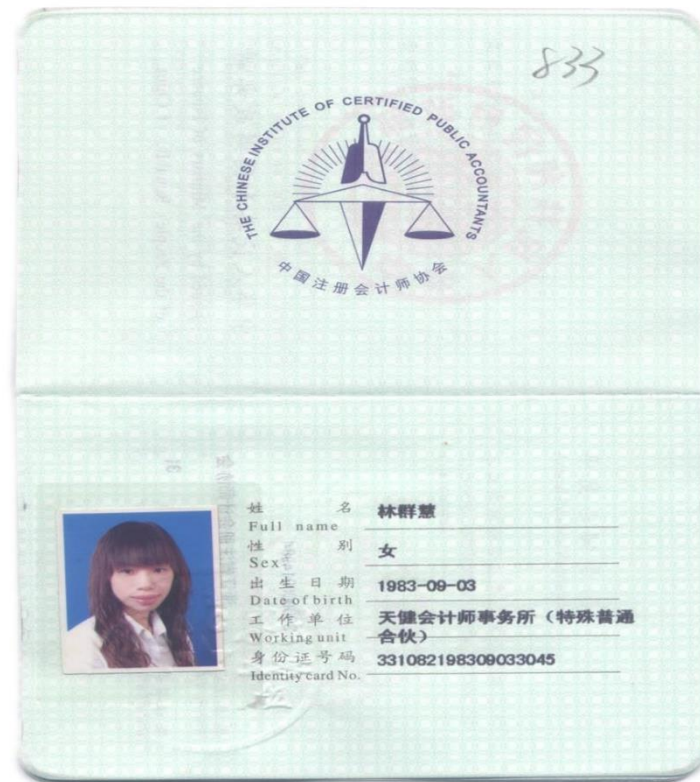 833
THE CHINESE INSTITUTE OF CERTIFIED PUBLIC ACCOUNTANTS
中国注册会计师协会
姓 名 林群慧
Full name
性 别 女
Sex
出生日期 1983-09-03
Date of birth
工作单位 天健会计师事务所（特殊普通
Working unit 合伙）
身份证号码 331082198309033045
Identity card No.